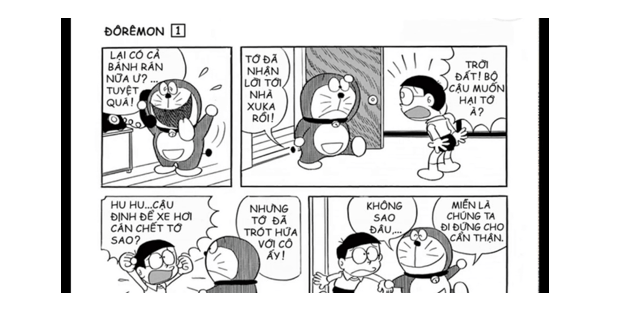 ĐÔRÊMON 1
LẠI CÓ CẢ
BÁNH RÁN
NỮA Ư?...
TUYỆT
QUÁ!
TỚ ĐÃ
NHẬN
LỜI TỚI
NHÀ
XUKA
RỒI!
TRỜI
ĐẤT! BỘ
CẬU MUỐN
HẠI TỚ
À?
HU HU...CẬU
ĐỊNH ĐỂ XE HƠI
CÁN CHẾT TỚ
SAO?
NHƯNG
TỚ ĐÃ
TRÓT HỨA
VỚI CÔ
ẤY!
KHÔNG
SAO
ĐÂU,...
MIỄN LÀ
CHÚNG TA
ĐI ĐỨNG CHO
CẨN THẬN.